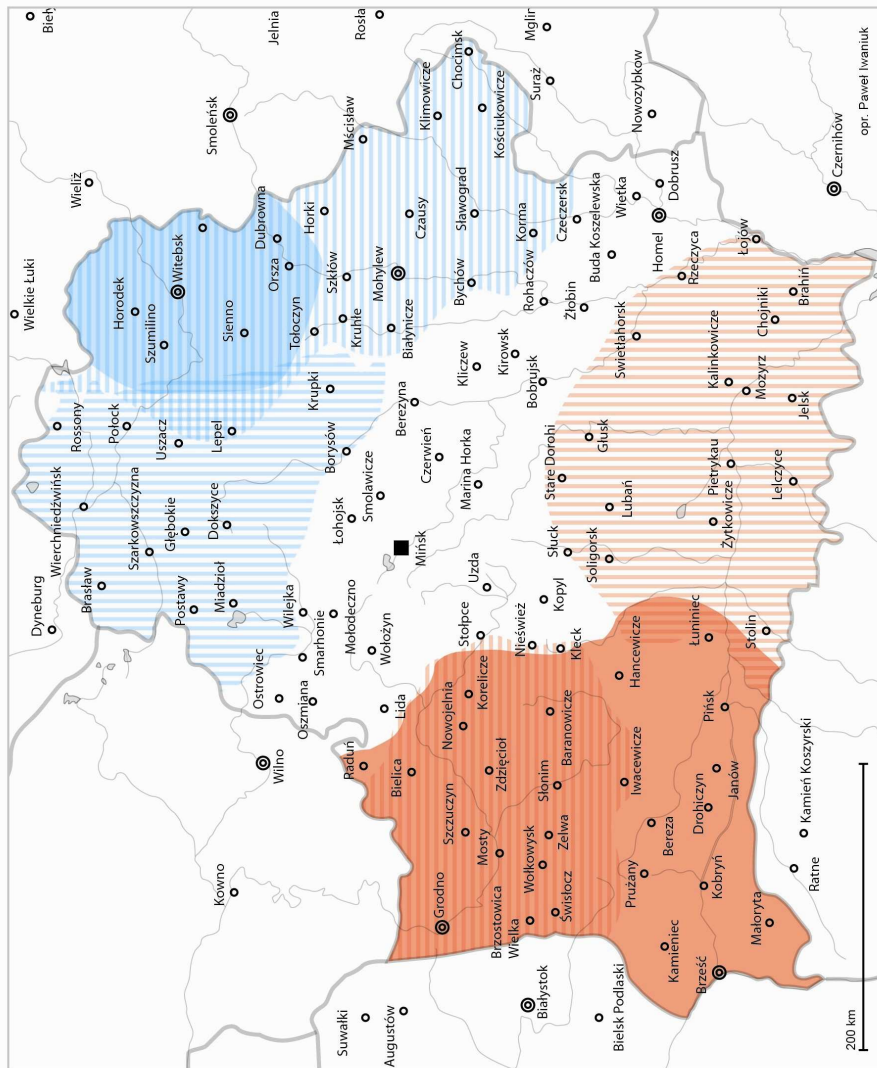 Dyneburg
Wielkie Łuki
Bieły
Wierchniedźwińsk
Rossony
Wieliż
Brasław
Szarkowszczyzna
Połock
Horodek
Szumilino
Postawy
Głębokie
Uszacz
Witebsk
Kowno
Miadzioł
Dokszyce
Lepel
Sienno
Smoleńsk
Wilno
Ostrowiec
Wilejka
Dubrowna
Jelnia
Oszmiana
Smarhonie
Tołoczyn
Orsza
Horki
Suwałki
Raduń
Mołodeczno
Łohojsk
Borysów
Krupki
Kruhle
Szkłów
Mścisław
Rosła
Augustów
Lida
Wołożyn
Smolawicze
Białynicze
Mohylew
Bielica
Mińsk
Berezyna
Czausy
Grodno
Szczuczyn
Nowojelnia
Korelicze
Stołpce
Czerwień
Klimowicze
Mosty
Zdzięcioł
Uzda
Marina Horka
Kliczew
Bychów
Sławograd
Kościukowicze
Chocimsk
Brzostowica
Wielka
Wołkowysk
Nieśwież
Kirowsk
Korma
Białystok
Świsłocz
Zelwa
Słonim
Baranowicze
Kleck
Kopyl
Słuck
Stare Dorohi
Bobrujsk
Rohaczów
Czeczersk
Suraż
Mglin
Bielsk Podlaski
Hancewicze
Soligorsk
Lubań
Głusk
Złobin
Buda Koszelewska
Prużany
Bereza
Iwacewicze
Swietłahorsk
Wietka
Nowozybkow
Kamieniec
Homel
Dobrusz
Brześć
Kobryń
Drohiczyn
Janów
Pińsk
Łuniniec
Żytkowicze
Pietrykau
Kalinkowicze
Rzeczyca
Małoryta
Stolin
Mozyrz
Chojniki
Łojów
Lelczyce
Jelsk
Brahiń
Ratne
Kamień Koszyrski
Czernihów
200 km
opr. Paweł Iwaniuk